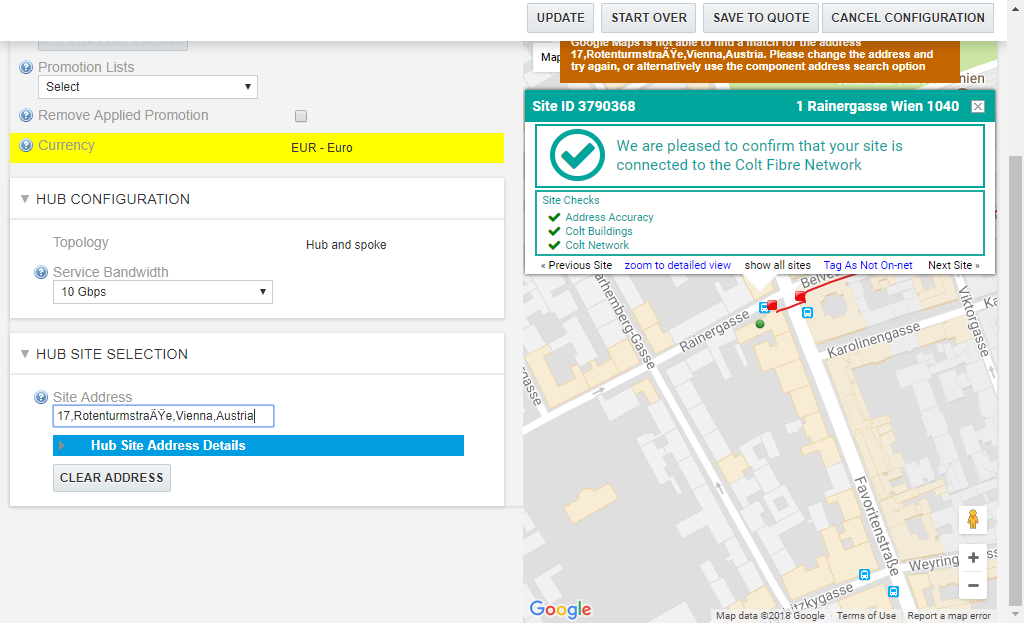 UPDATE
START OVER
SAVE TO QUOTE
CANCEL CONFIGURATION
Promotion Lists
Select
Remove Applied Promotion
Currency
EUR - Euro
HUB CONFIGURATION
Topology
Hub and spoke
Service Bandwidth
10 Gbps
HUB SITE SELECTION
Site Address
17,RotenturmstraÃŸe,Vienna,Austria
Hub Site Address Details
CLEAR ADDRESS
Map
Google Maps is not able to find a match for the address
17,RotenturmstraÃŸe,Vienna,Austria. Please change the address and
try again, or alternatively use the component address search option
Site ID 3790368
1 Rainergasse Wien 1040
We are pleased to confirm that your site is
connected to the Colt Fibre Network
Site Checks
Address Accuracy
Colt Buildings
Colt Network
« Previous Site
zoom to detailed view
show all sites
Tag As Not On-net
Next Site »
Rainergasse
Karolinengasse
Viktorgasse
Favoritenstraße
Google
Map data ©2018 Google
Terms of Use
Report a map error